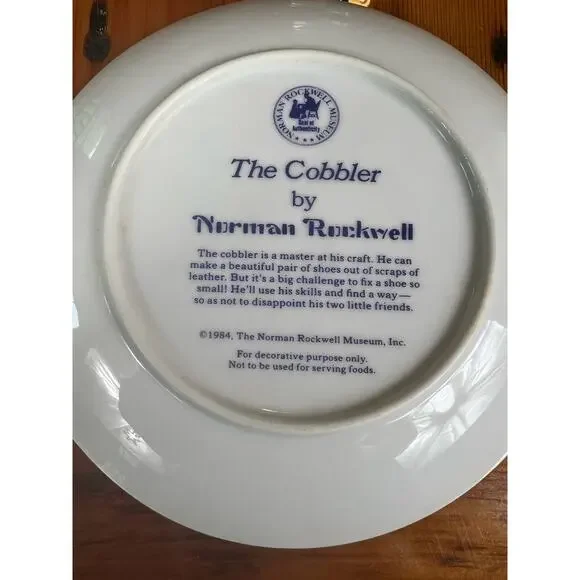 NORMAN ROCKWELL MUSEUM
Seal of
Authenticity
The Cobbler
by
Norman Rockwell
The cobbler is a master at his craft. He can
make a beautiful pair of shoes out of scraps of
leather. But it's a big challenge to fix a shoe so
small! He'll use his skills and find a way—
so as not to disappoint his two little friends.
©1984, The Norman Rockwell Museum, Inc.
For decorative purpose only.
Not to be used for serving foods.